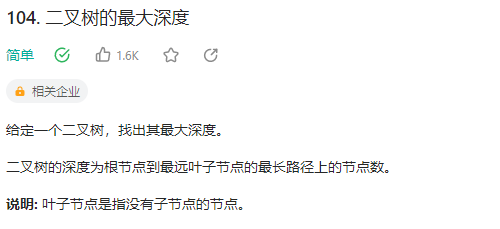 104. 二叉树的最大深度
简单 1.6K
相关企业
给定一个二叉树，找出其最大深度。
二叉树的深度为根节点到最远叶子节点的最长路径上的节点数。
说明: 叶子节点是指没有子节点的节点。